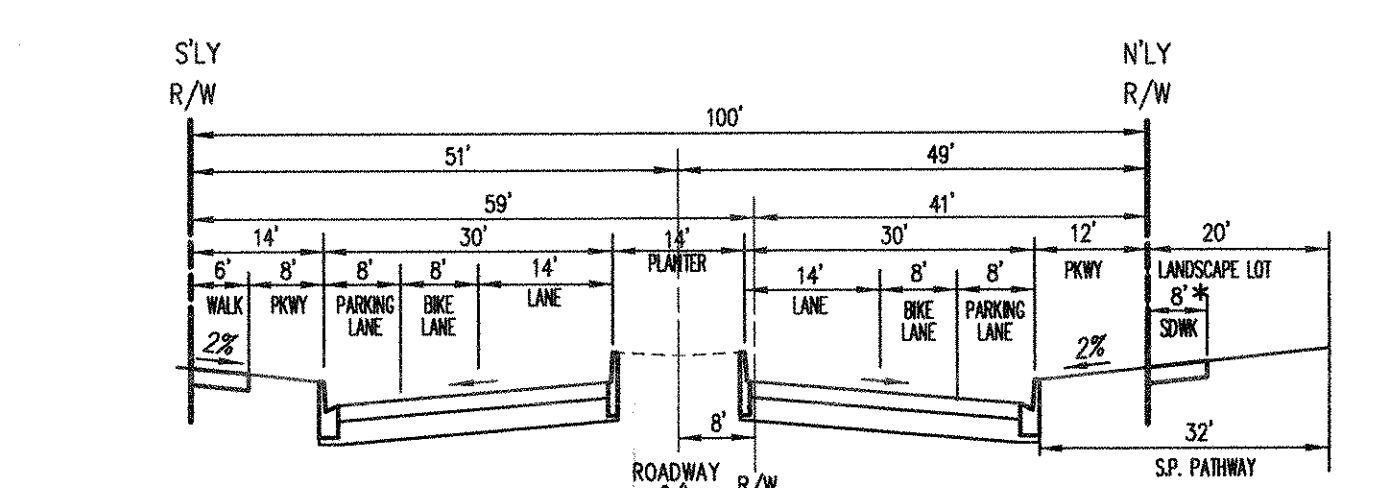 S'LY
R/W
N'LY
R/W
100'
51'
49'
59'
41'
14'
30'
14'
PLANTER
30'
12'
PKWY
20'
LANDSCAPE LOT
6'
WALK
8'
PKWY
8'
PARKING
LANE
8'
BIKE
LANE
14'
LANE
14'
LANE
8'
BIKE
LANE
8'
PARKING
LANE
8'*
SDWK
2%
2%
8'
32'
S.P. PATHWAY
ROADWAY
R/W